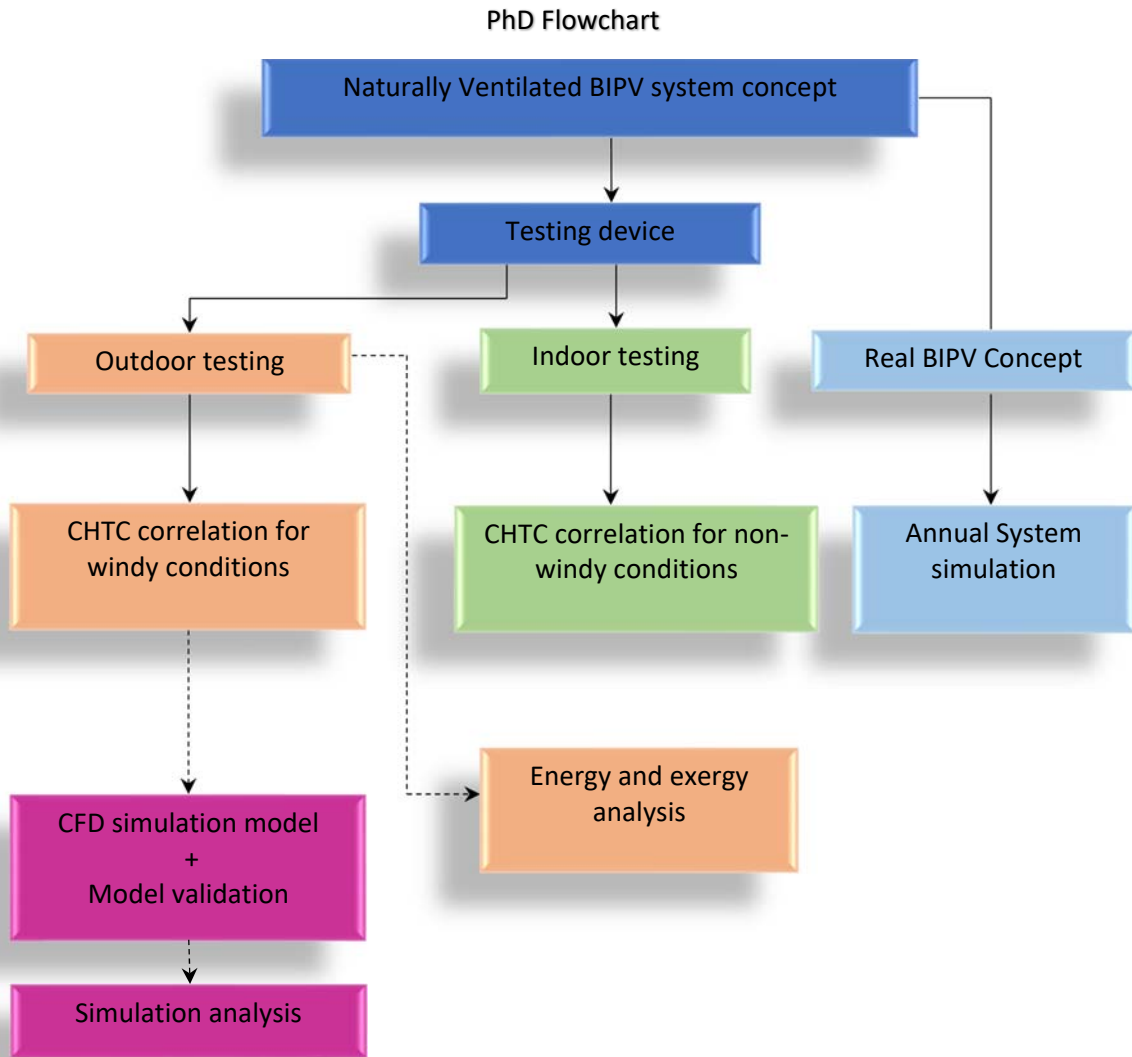 PhD Flowchart
Naturally Ventilated BIPV system concept
Testing device
Outdoor testing
Indoor testing
Real BIPV Concept
CHTC correlation for
windy conditions
CHTC correlation for non-
windy conditions
Annual System
simulation
Energy and exergy
analysis
CFD simulation model
+
Model validation
Simulation analysis